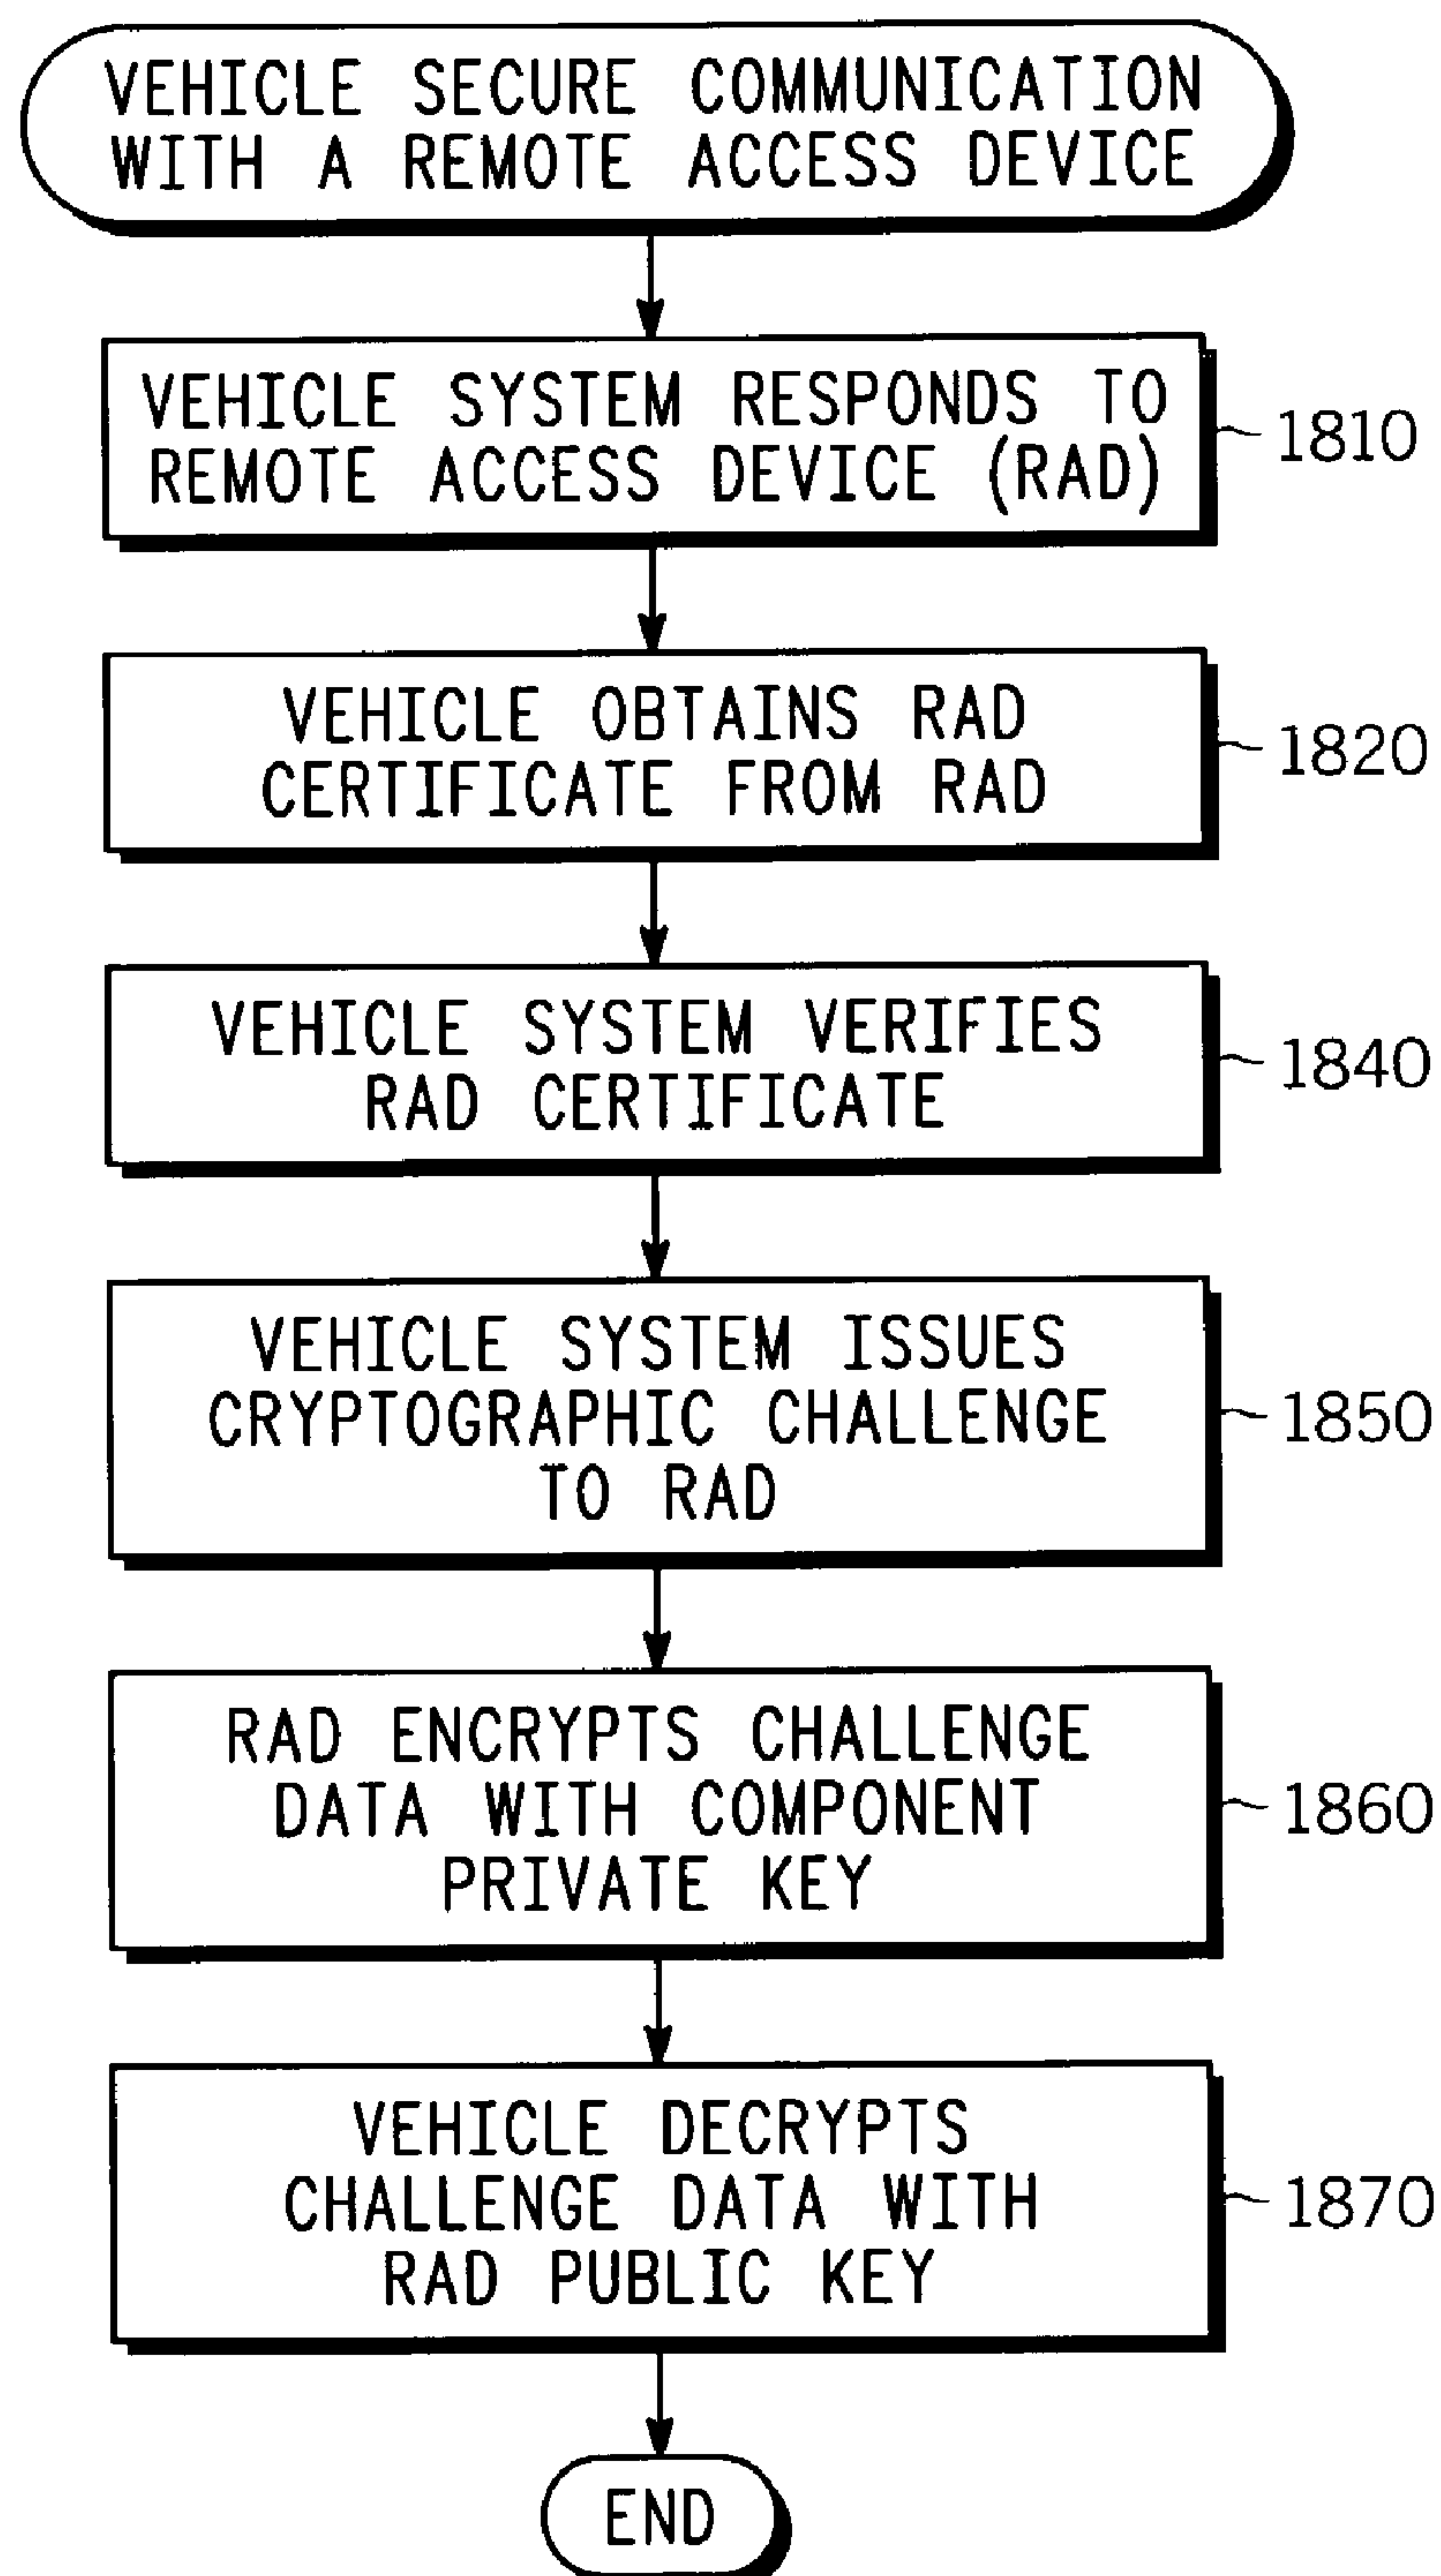 VEHICLE SECURE COMMUNICATION
WITH A REMOTE ACCESS DEVICE
VEHICLE SYSTEM RESPONDS TO
REMOTE ACCESS DEVICE (RAD)
1810
VEHICLE OBTAINS RAD
CERTIFICATE FROM RAD
1820
VEHICLE SYSTEM VERIFIES
RAD CERTIFICATE
1840
VEHICLE SYSTEM ISSUES
CRYPTOGRAPHIC CHALLENGE
TO RAD
1850
RAD ENCRYPTS CHALLENGE
DATA WITH COMPONENT
PRIVATE KEY
1860
VEHICLE DECRYPTS
CHALLENGE DATA WITH
RAD PUBLIC KEY
1870
END